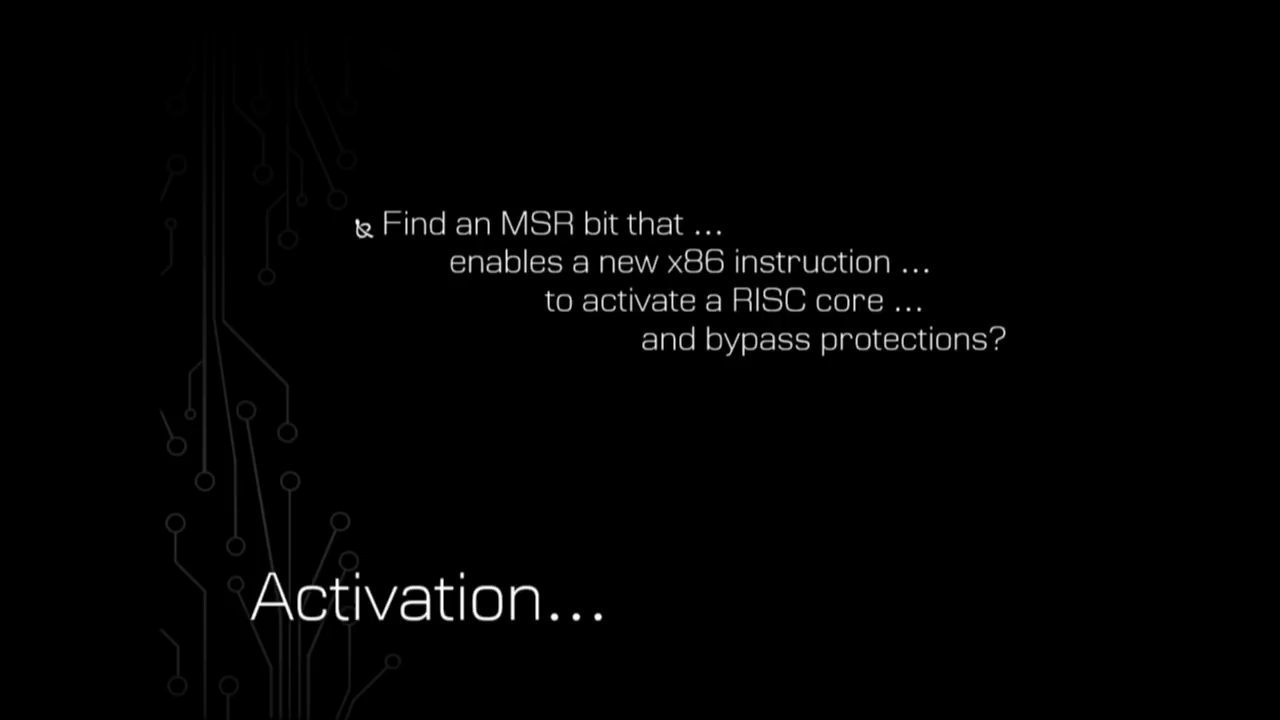 Find an MSR bit that ...
enables a new x86 instruction ...
to activate a RISC core ...
and bypass protections?
Activation...